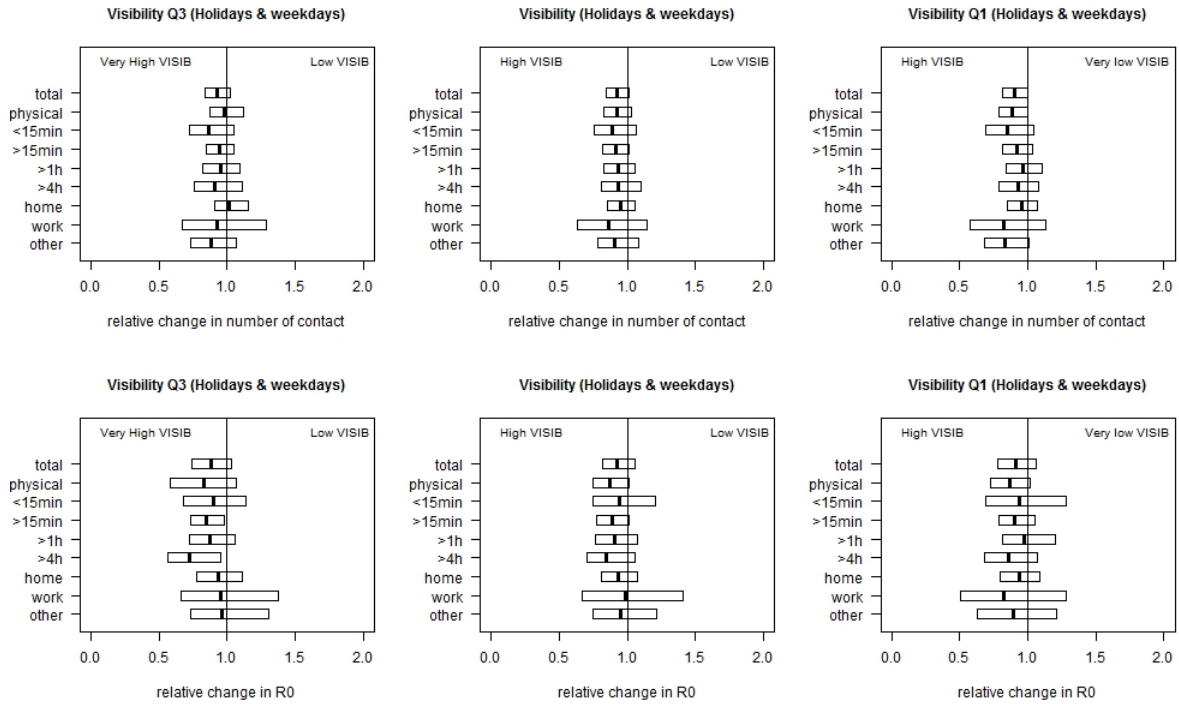 Visibility Q3 (Holidays & weekdays)
Very High VISIB Low VISIB
total
physical
<15min
>15min
>1h
>4h
home
work
other
0.0 0.5 1.0 1.5 2.0
relative change in number of contact
Visibility (Holidays & weekdays)
High VISIB Low VISIB
total
physical
<15min
>15min
>1h
>4h
home
work
other
0.0 0.5 1.0 1.5 2.0
relative change in number of contact
Visibility Q1 (Holidays & weekdays)
High VISIB Very low VISIB
total
physical
<15min
>15min
>1h
>4h
home
work
other
0.0 0.5 1.0 1.5 2.0
relative change in number of contact
Visibility Q3 (Holidays & weekdays)
Very High VISIB Low VISIB
total
physical
<15min
>15min
>1h
>4h
home
work
other
0.0 0.5 1.0 1.5 2.0
relative change in R0
Visibility (Holidays & weekdays)
High VISIB Low VISIB
total
physical
<15min
>15min
>1h
>4h
home
work
other
0.0 0.5 1.0 1.5 2.0
relative change in R0
Visibility Q1 (Holidays & weekdays)
High VISIB Very low VISIB
total
physical
<15min
>15min
>1h
>4h
home
work
other
0.0 0.5 1.0 1.5 2.0
relative change in R0